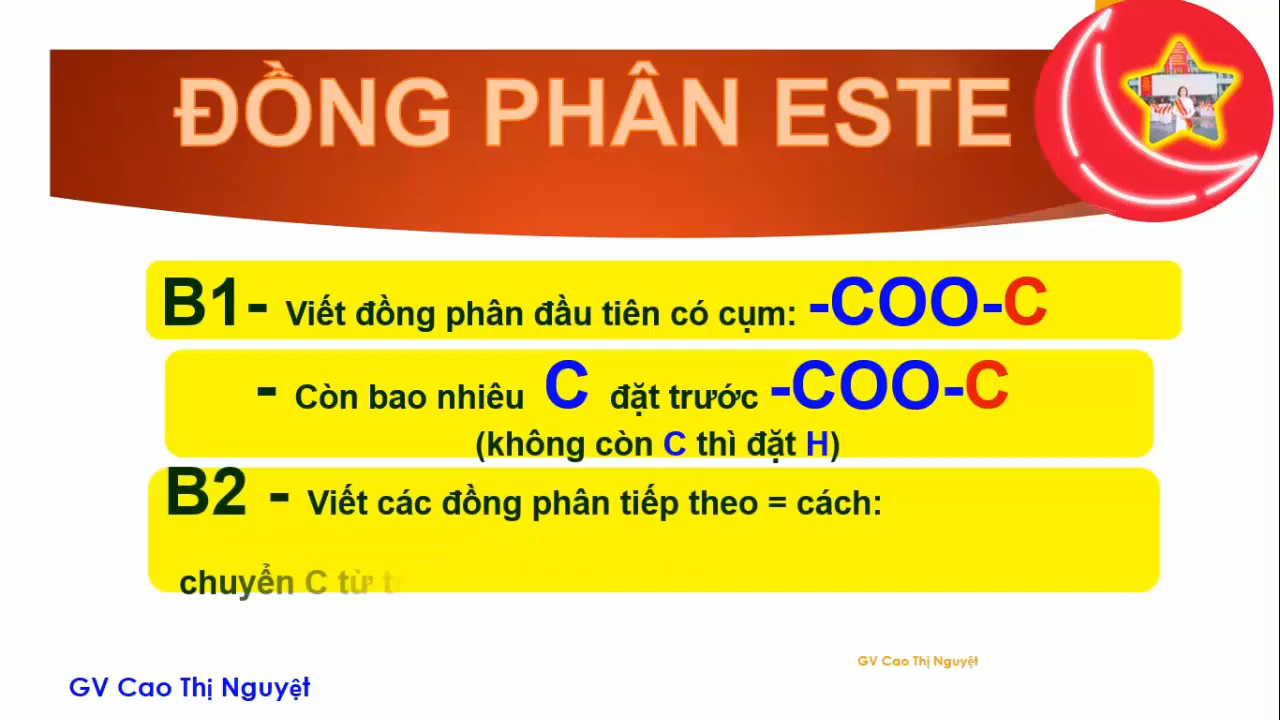 ĐỒNG PHÂN ESTE
B1- Viết đồng phân đầu tiên có cụm: -COO-C
- Còn bao nhiêu C đặt trước -COO-C
(không còn C thì đặt H)
B2 - Viết các đồng phân tiếp theo = cách:
chuyển C từ
GV Cao Thị Nguyệt
GV Cao Thị Nguyệt